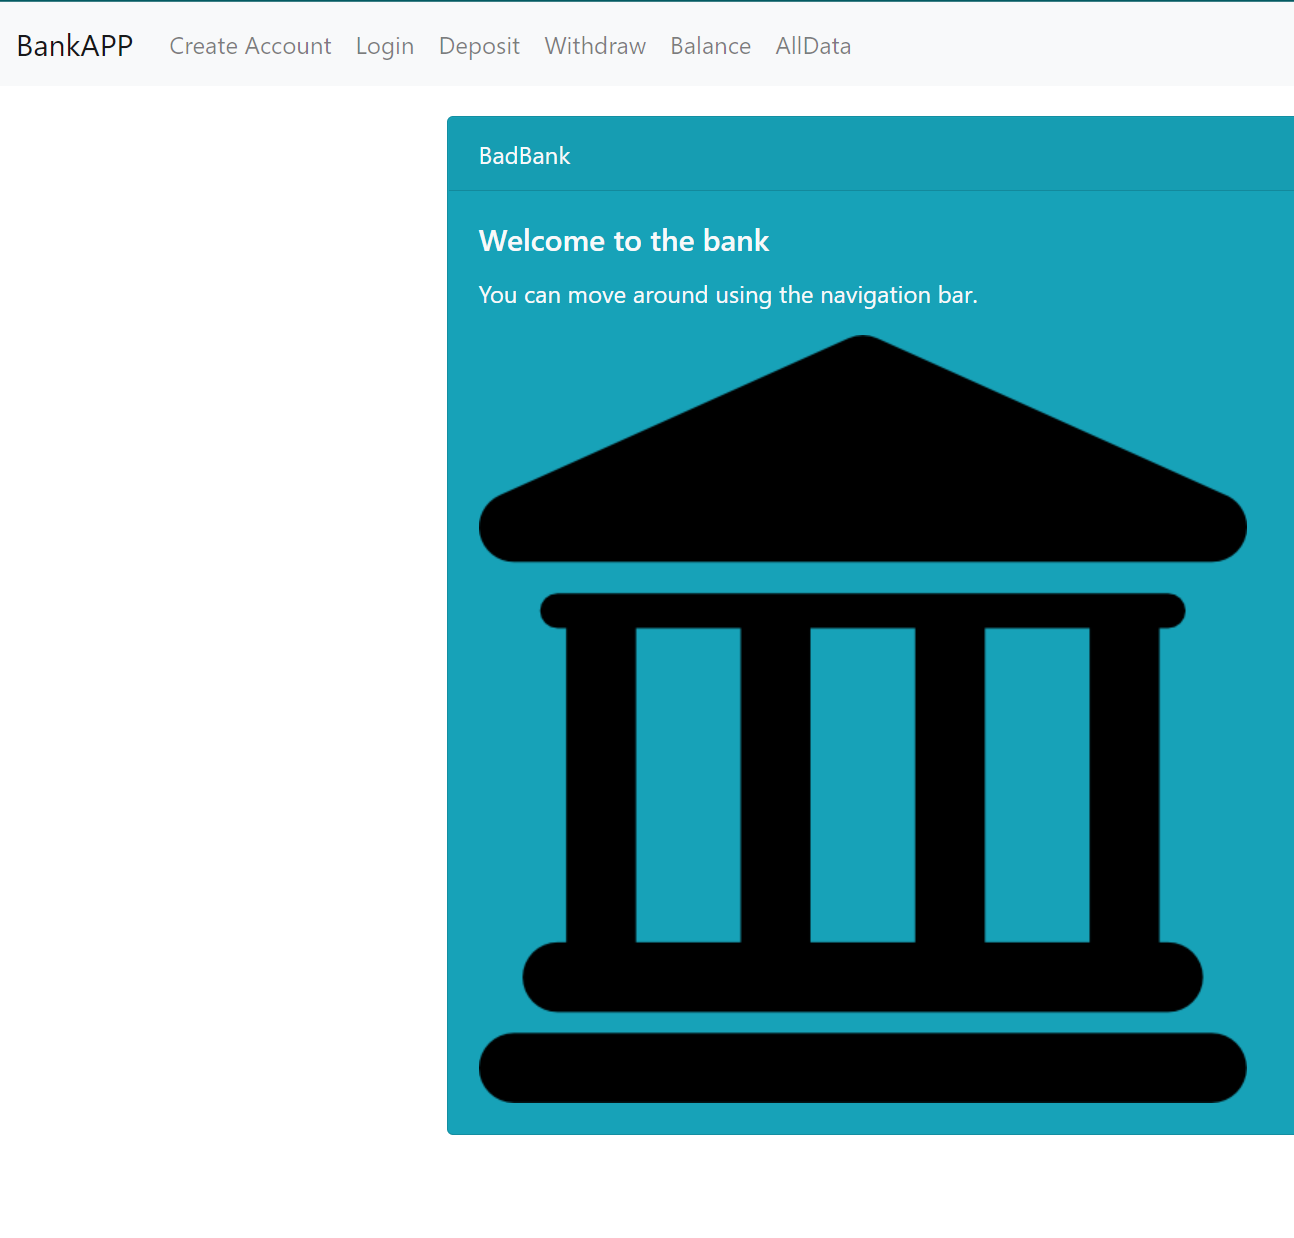 BankAPP Create Account Login Deposit Withdraw Balance AllData
BadBank
Welcome to the bank
You can move around using the navigation bar.